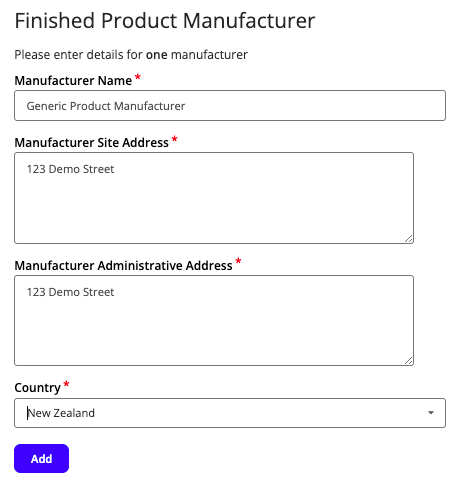 Finished Product Manufacturer
Please enter details for one manufacturer
Manufacturer Name *
Generic Product Manufacturer
Manufacturer Site Address *
123 Demo Street
Manufacturer Administrative Address *
123 Demo Street
Country *
New Zealand
Add